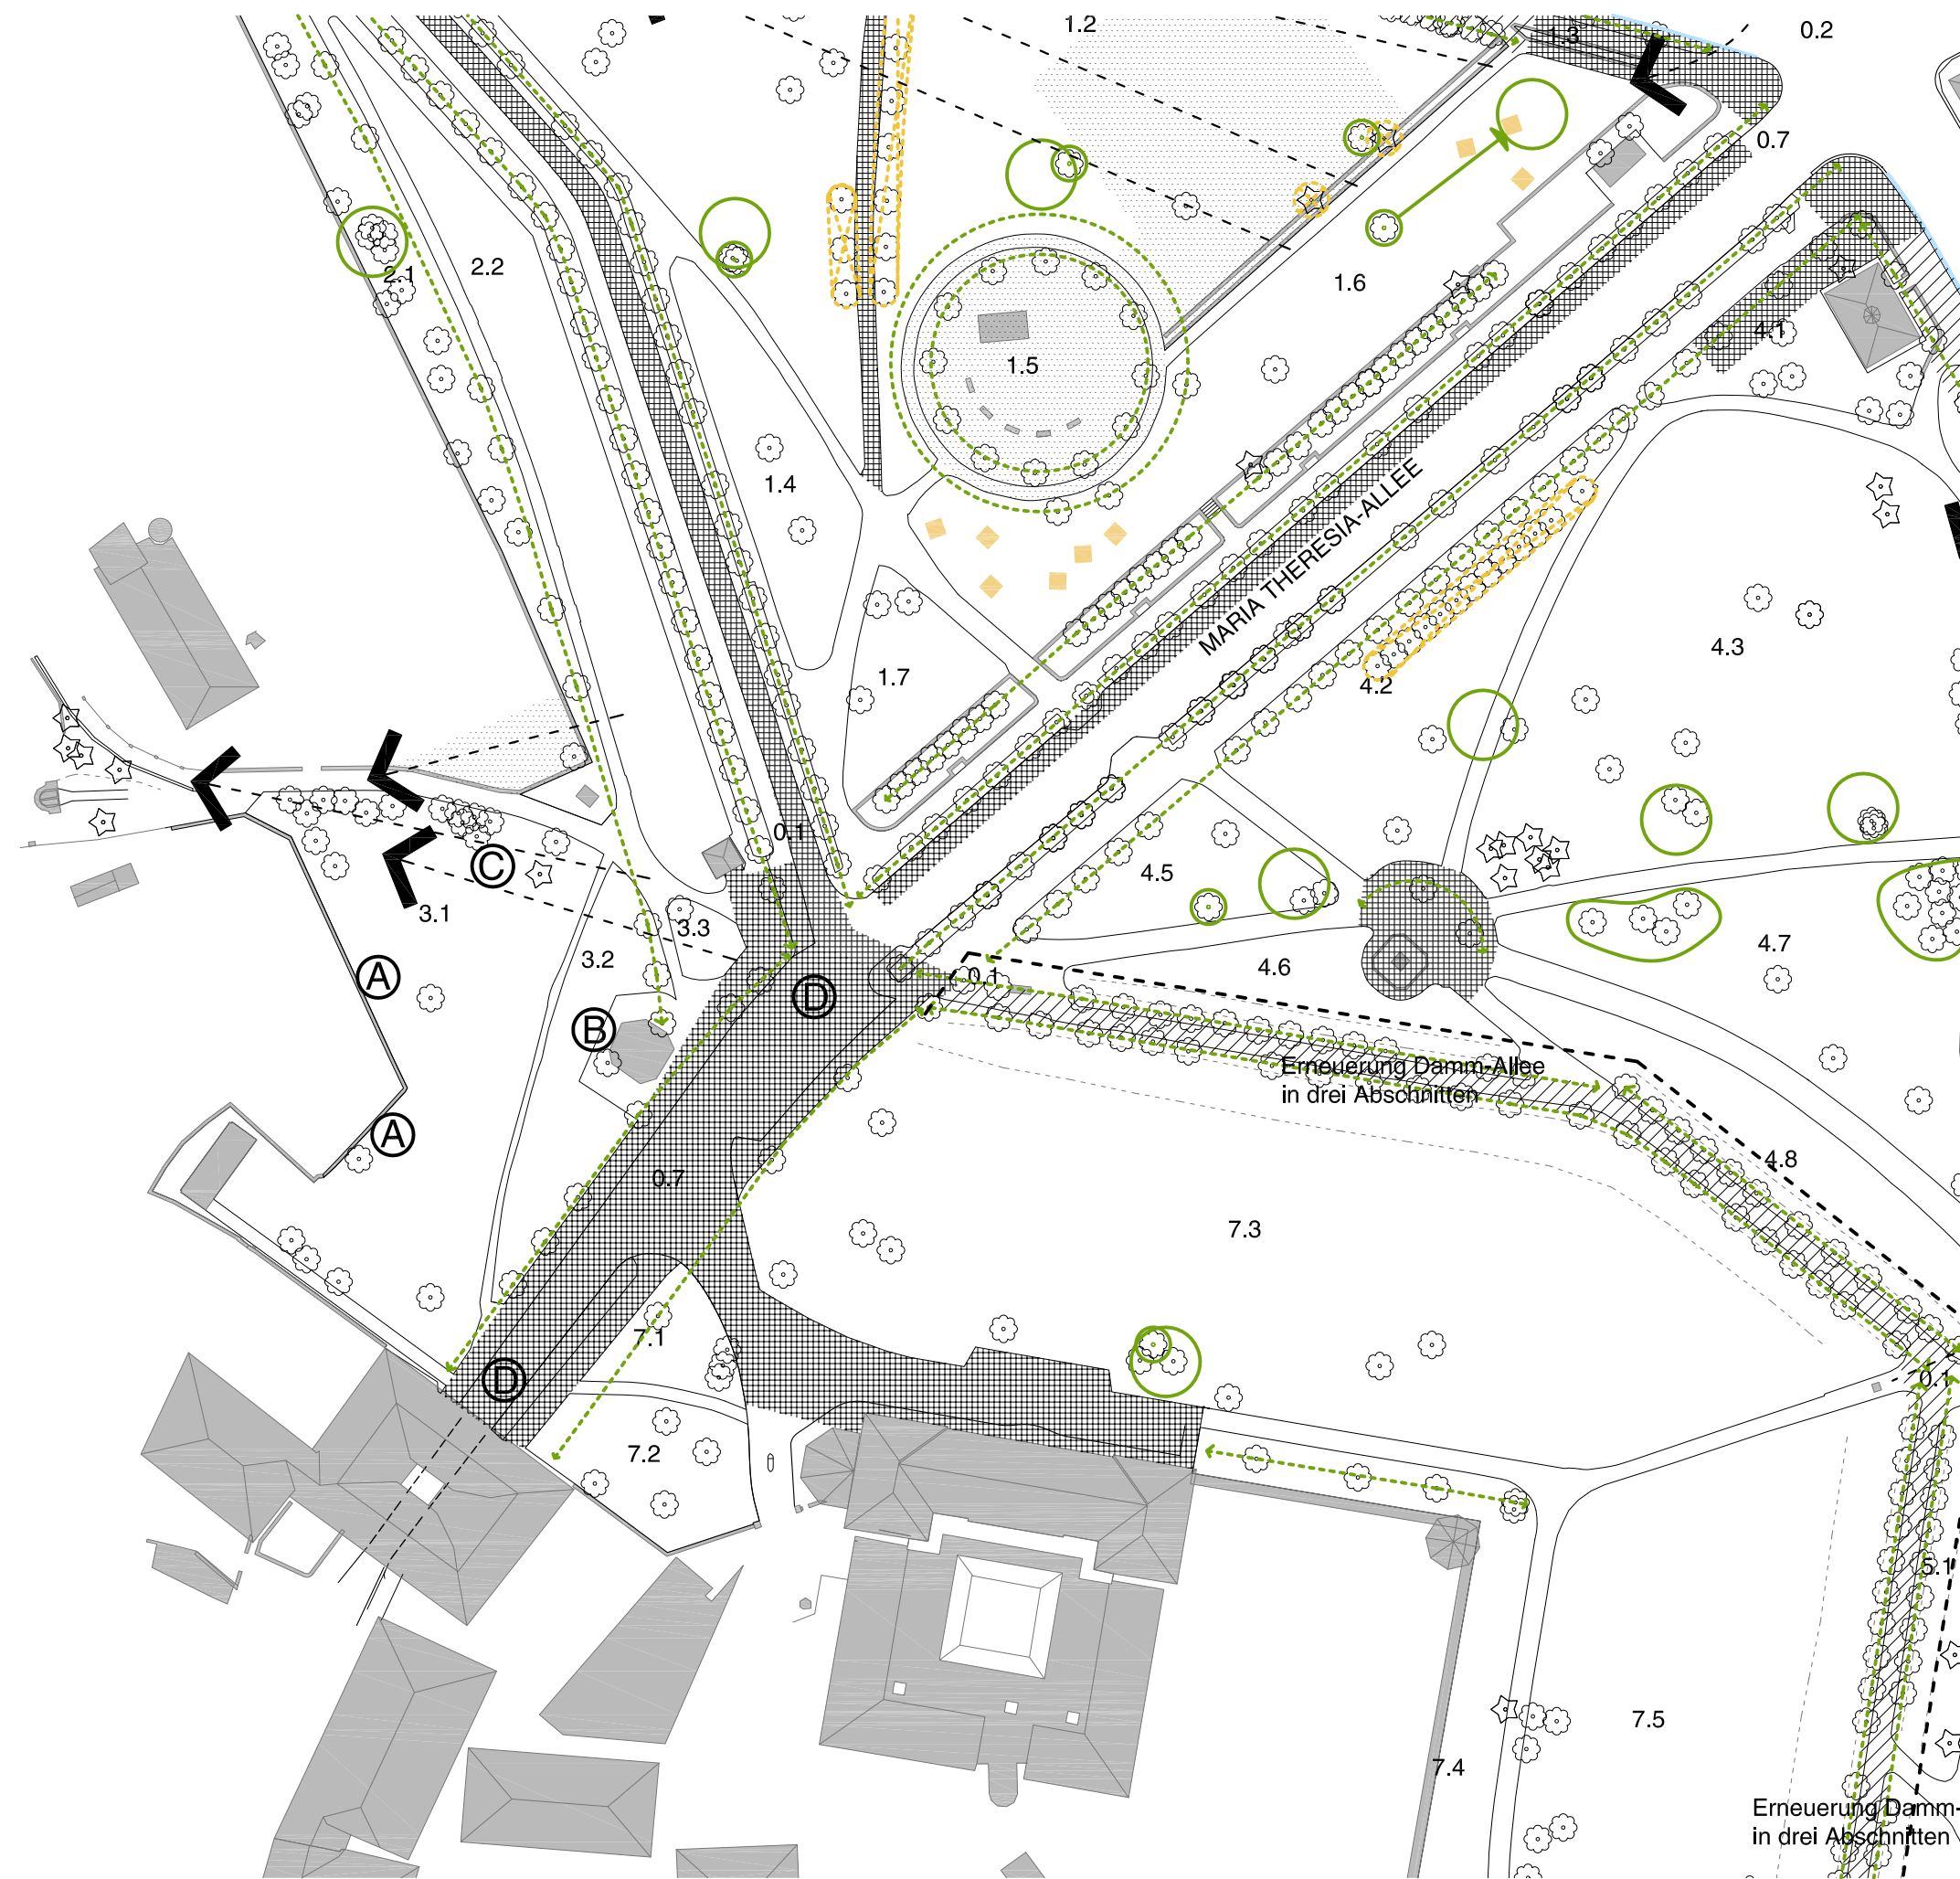 1.2
1.3
0.2
0.7
2.1
2.2
1.6
4.1
1.5
1.4
MARIA THERESIA-ALLEE
4.3
1.7
4.2
0.1
C
4.5
3.1
3.3
4.7
3.2
4.6
A
0.1
D
B
Erneuerung Damm-Allee
in drei Abschnitten
A
4.8
0.7
7.3
7.1
D
0.1
7.2
5.1
7.5
7.4
Erneuerung Damm-
in drei Abschnitten